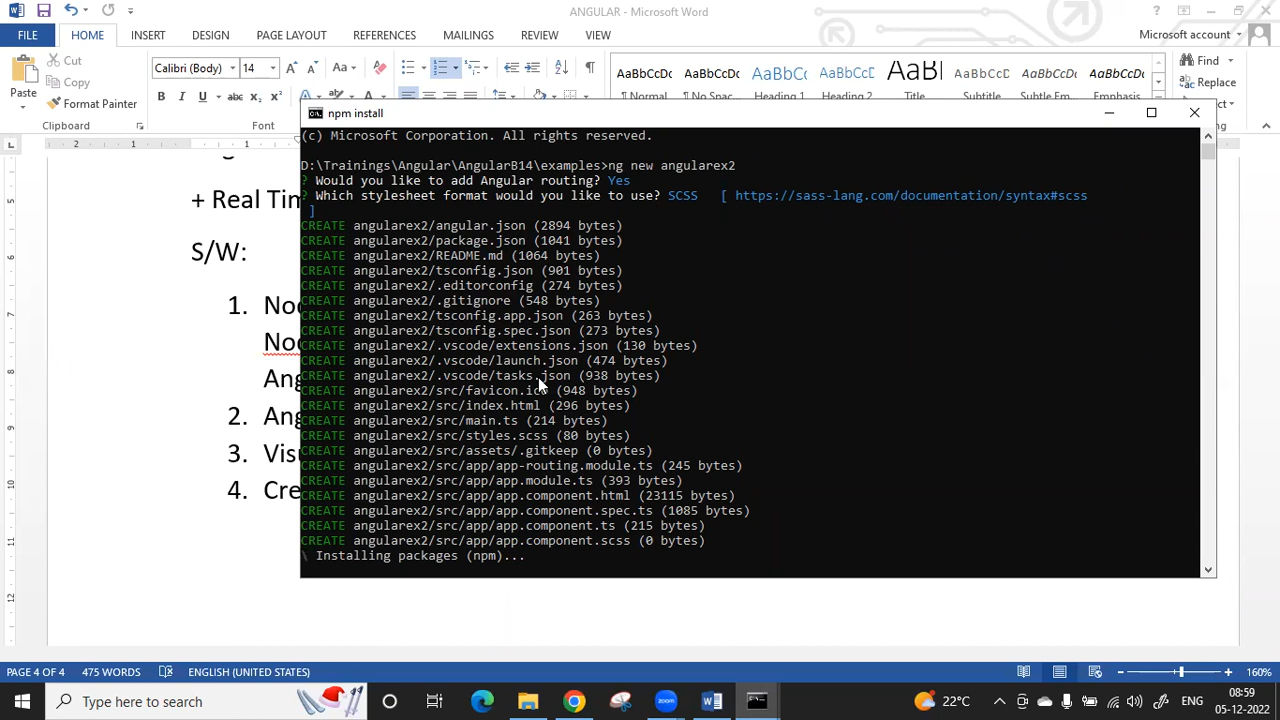 ANGULAR - Microsoft Word
FILE
HOME
INSERT
DESIGN
PAGE LAYOUT
REFERENCES
MAILINGS
REVIEW
VIEW
Microsoft account
Paste
Cut
Copy
Format Painter
Clipboard
Calibri (Body)
14
Font
AaBbCcDc
AaBbCcDc
AaBbCc
AaBbCcC
AaBbCcD
AaBbCcDc
AaBbCcDc
AaBbCcDc
¶ Normal
¶ No Spac...
Heading 1
Heading 2
Title
Subtitle
Subtle Em...
Emphasis
Find
Replace
+ Real Tim
S/W:
1. Nod
Nod
Ang
2. Ang
3. Visu
4. Cre
npm install
(c) Microsoft Corporation. All rights reserved.
D:\Trainings\Angular\AngularB14\examples>ng new angularex2
? Would you like to add Angular routing? Yes
? Which stylesheet format would you like to use? SCSS [ https://sass-lang.com/documentation/syntax#scss
]
CREATE angularex2/angular.json (2894 bytes)
CREATE angularex2/package.json (1041 bytes)
CREATE angularex2/README.md (1064 bytes)
CREATE angularex2/tsconfig.json (901 bytes)
CREATE angularex2/.editorconfig (274 bytes)
CREATE angularex2/.gitignore (548 bytes)
CREATE angularex2/tsconfig.app.json (263 bytes)
CREATE angularex2/tsconfig.spec.json (273 bytes)
CREATE angularex2/.vscode/extensions.json (130 bytes)
CREATE angularex2/.vscode/launch.json (474 bytes)
CREATE angularex2/.vscode/tasks.json (938 bytes)
CREATE angularex2/src/favicon.ico (948 bytes)
CREATE angularex2/src/index.html (296 bytes)
CREATE angularex2/src/main.ts (214 bytes)
CREATE angularex2/src/styles.scss (80 bytes)
CREATE angularex2/src/assets/.gitkeep (0 bytes)
CREATE angularex2/src/app/app-routing.module.ts (245 bytes)
CREATE angularex2/src/app/app.module.ts (393 bytes)
CREATE angularex2/src/app/app.component.html (23115 bytes)
CREATE angularex2/src/app/app.component.spec.ts (1085 bytes)
CREATE angularex2/src/app/app.component.ts (215 bytes)
CREATE angularex2/src/app/app.component.scss (0 bytes)
\ Installing packages (npm)...
PAGE 4 OF 4
475 WORDS
ENGLISH (UNITED STATES)
160%
Type here to search
22°C
ENG
08:59
05-12-2022